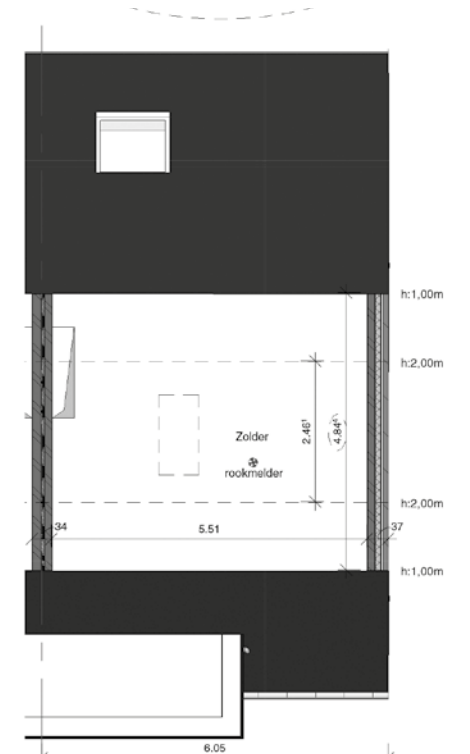 h:1,00m
h:2,00m
2.46¹
4.84²
Zolder
rookmelder
h:2,00m
34
5.51
37
h:1,00m
6.05